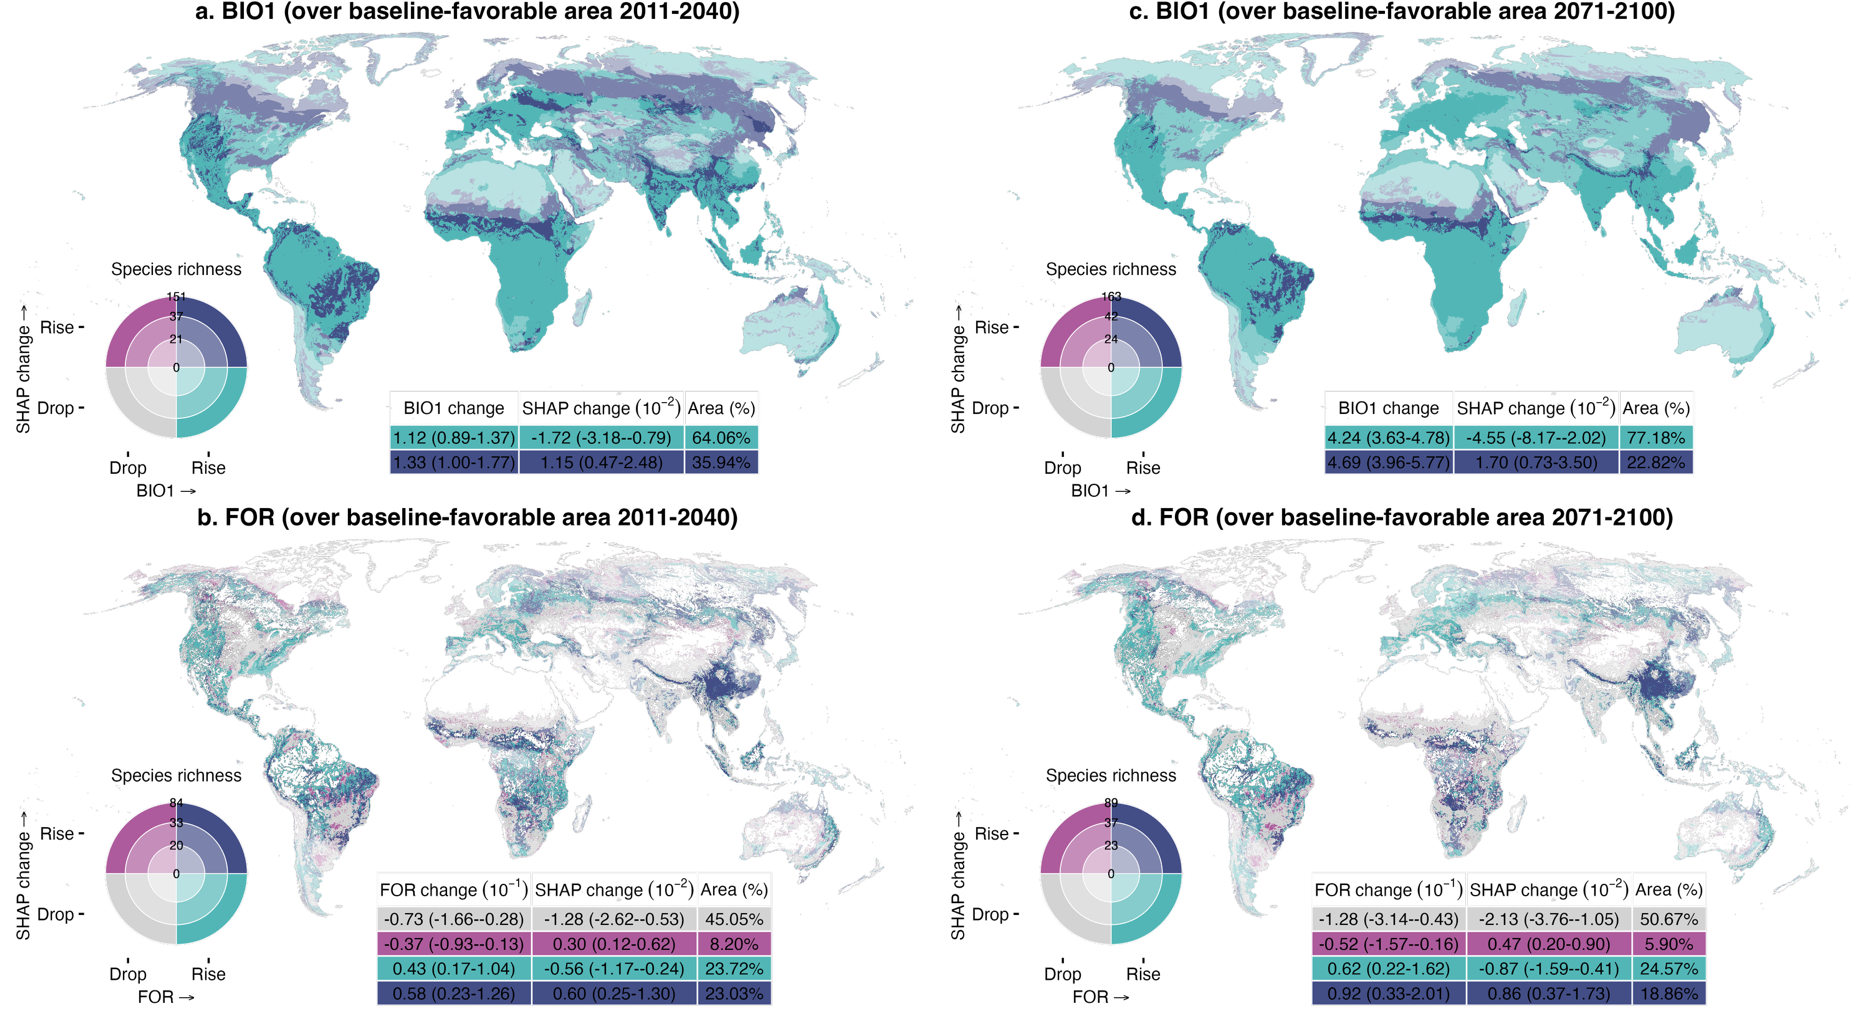 a. BIO1 (over baseline-favorable area 2011-2040)
Species richness
151
37
21
0
SHAP change →
Rise
Drop
Drop Rise
BIO1 →
BIO1 change SHAP change (10⁻²) Area (%)
1.12 (0.89-1.37) -1.72 (-3.18--0.79) 64.06%
1.33 (1.00-1.77) 1.15 (0.47-2.48) 35.94%
c. BIO1 (over baseline-favorable area 2071-2100)
Species richness
163
42
24
0
SHAP change →
Rise
Drop
Drop Rise
BIO1 →
BIO1 change SHAP change (10⁻²) Area (%)
4.24 (3.63-4.78) -4.55 (-8.17--2.02) 77.18%
4.69 (3.96-5.77) 1.70 (0.73-3.50) 22.82%
b. FOR (over baseline-favorable area 2011-2040)
Species richness
84
33
20
0
SHAP change →
Rise
Drop
Drop Rise
FOR →
FOR change (10⁻¹) SHAP change (10⁻²) Area (%)
-0.73 (-1.66--0.28) -1.28 (-2.62--0.53) 45.05%
-0.37 (-0.93--0.13) 0.30 (0.12-0.62) 8.20%
0.43 (0.17-1.04) -0.56 (-1.17--0.24) 23.72%
0.58 (0.23-1.26) 0.60 (0.25-1.30) 23.03%
d. FOR (over baseline-favorable area 2071-2100)
Species richness
89
37
23
0
SHAP change →
Rise
Drop
Drop Rise
FOR →
FOR change (10⁻¹) SHAP change (10⁻²) Area (%)
-1.28 (-3.14--0.43) -2.13 (-3.76--1.05) 50.67%
-0.52 (-1.57--0.16) 0.47 (0.20-0.90) 5.90%
0.62 (0.22-1.62) -0.87 (-1.59--0.41) 24.57%
0.92 (0.33-2.01) 0.86 (0.37-1.73) 18.86%